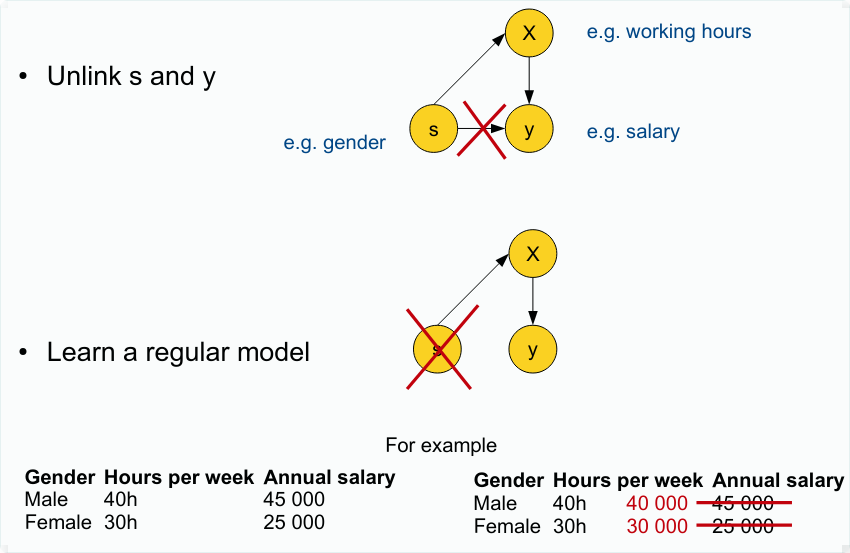 X
e.g. working hours
• Unlink s and y
s
y
e.g. gender
e.g. salary
X
• Learn a regular model
s
y
For example
Gender Hours per week Annual salary
Male 40h 45 000
Female 30h 25 000
Gender Hours per week Annual salary
Male 40h 40 000 45 000
Female 30h 30 000 25 000